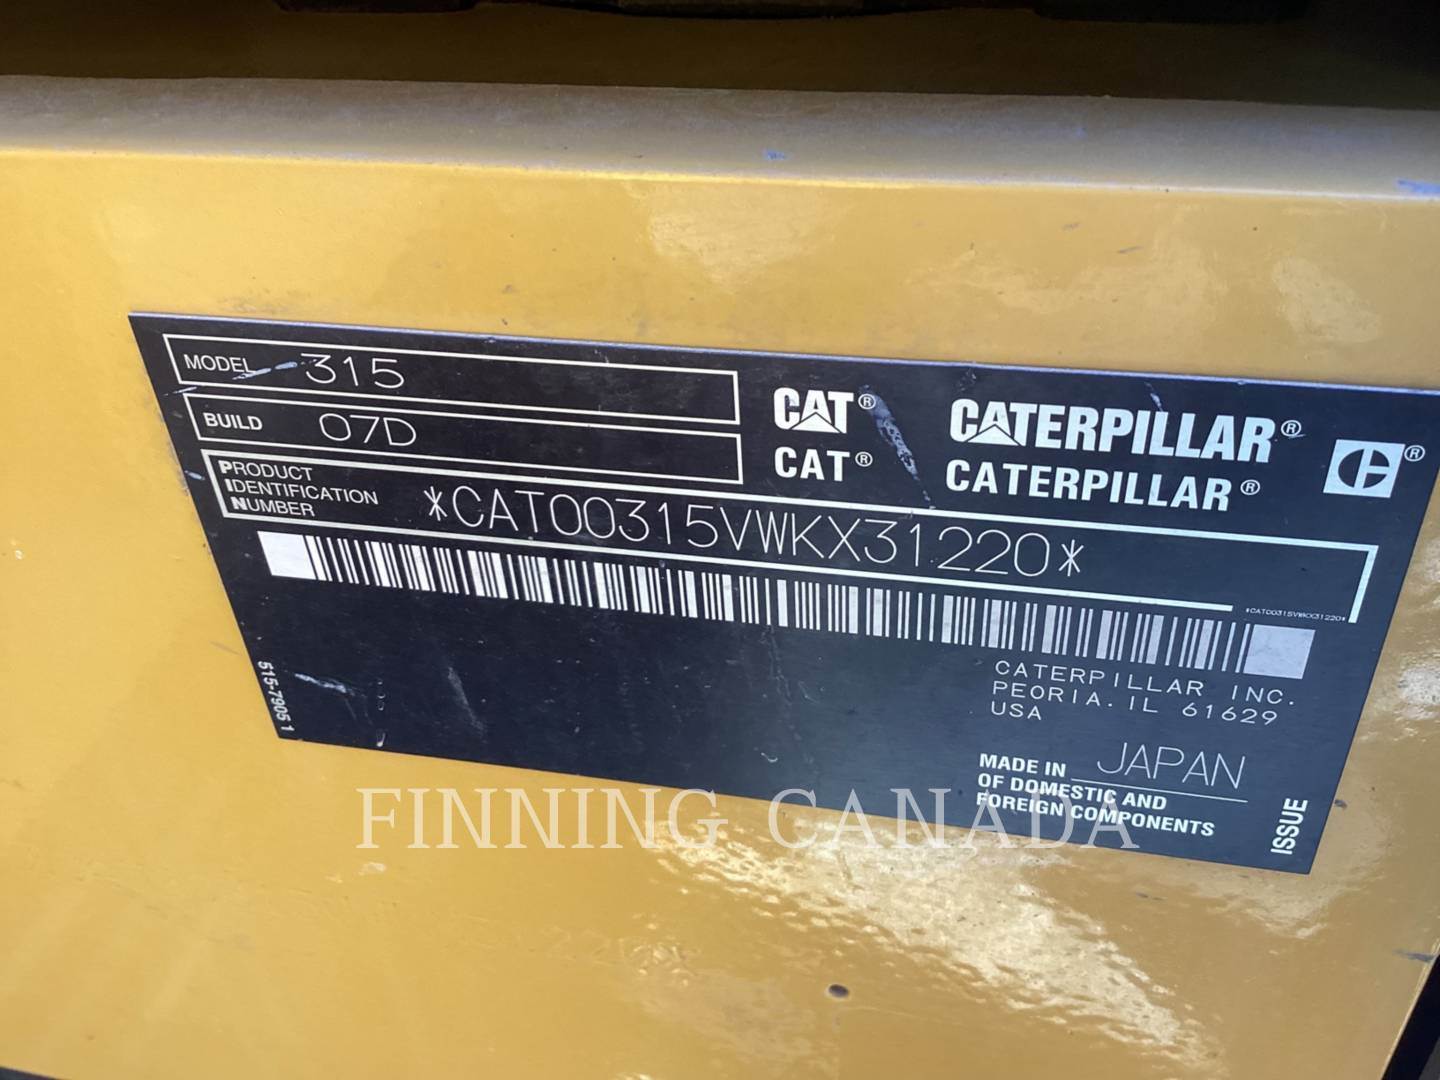 MODEL 315
BUILD 07D
PRODUCT
IDENTIFICATION
NUMBER
*CAT00315VWKX31220*
CAT®
CAT®
CATERPILLAR®
CATERPILLAR®
®
*CAT00315VWKX31220*
CATERPILLAR INC.
PEORIA. IL 61629
USA
MADE IN JAPAN
OF DOMESTIC AND
FOREIGN COMPONENTS
515-7905 1
ISSUE
FINNING CANADA